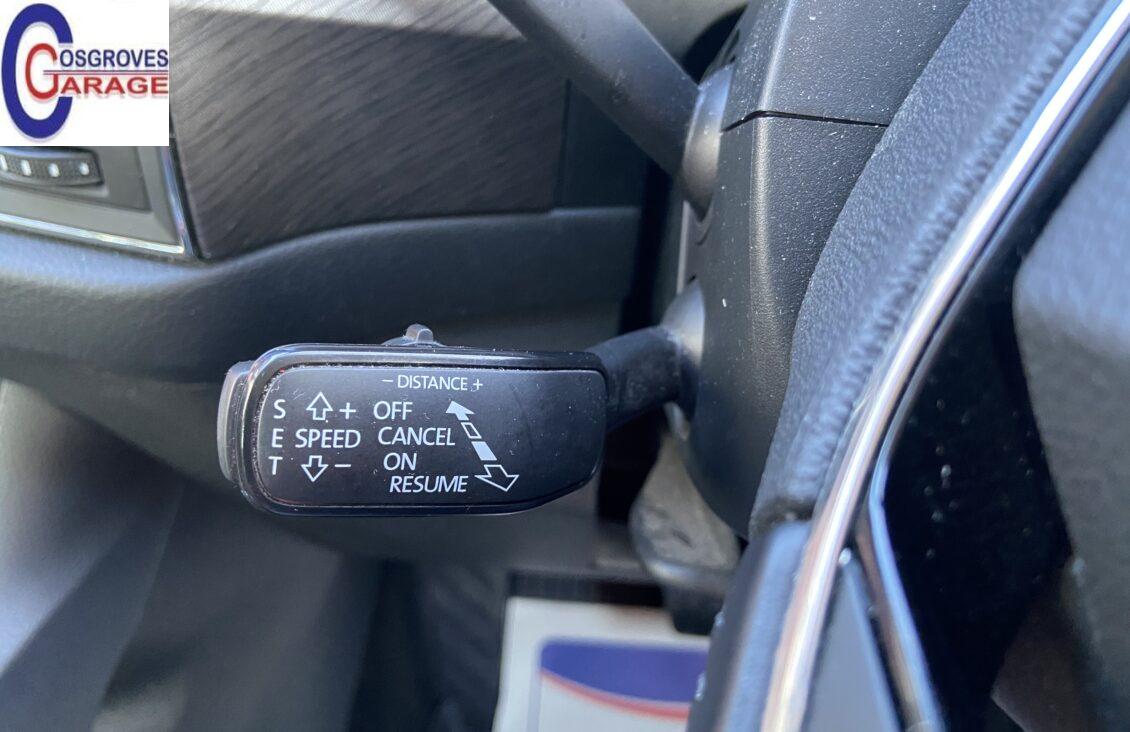 COSGROVES
GARAGE
- DISTANCE +
S + OFF
E SPEED CANCEL
T - ON
RESUME